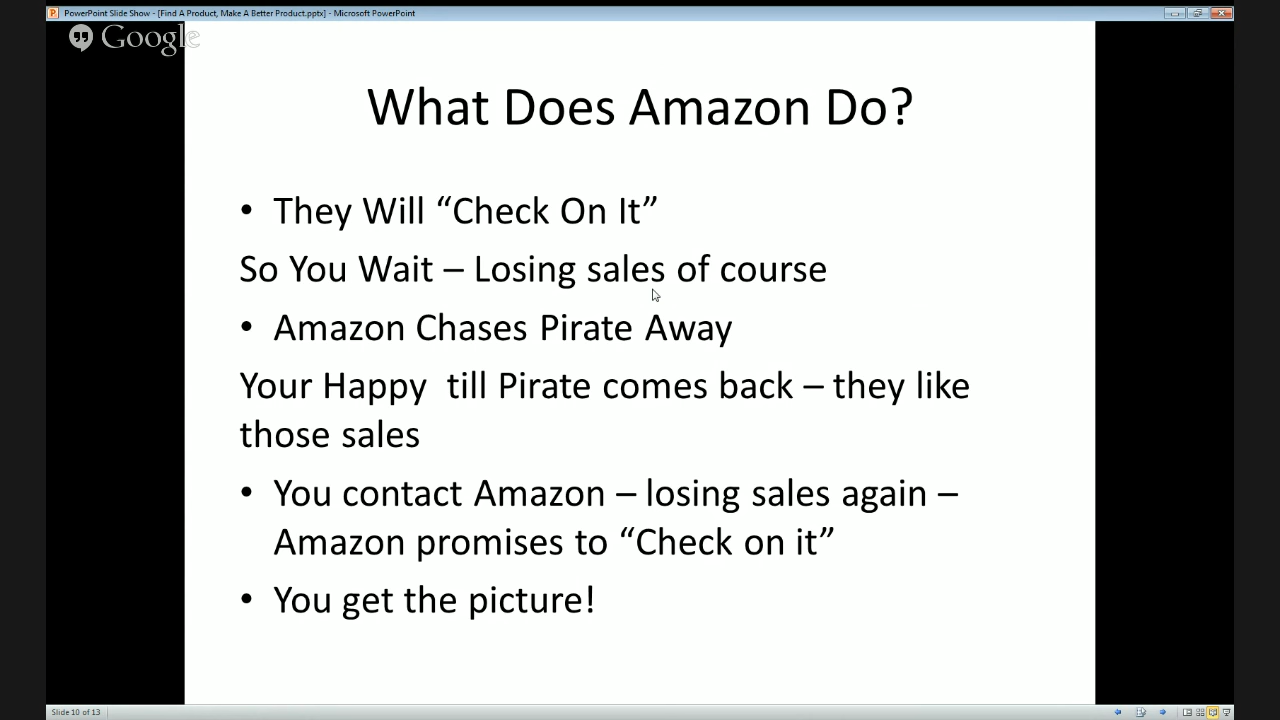 PowerPoint Slide Show - [Find A Product, Make A Better Product.pptx] - Microsoft PowerPoint
Google
What Does Amazon Do?
• They Will “Check On It”
So You Wait – Losing sales of course
• Amazon Chases Pirate Away
Your Happy  till Pirate comes back – they like
those sales
• You contact Amazon – losing sales again –
Amazon promises to “Check on it”
• You get the picture!
Slide 10 of 13